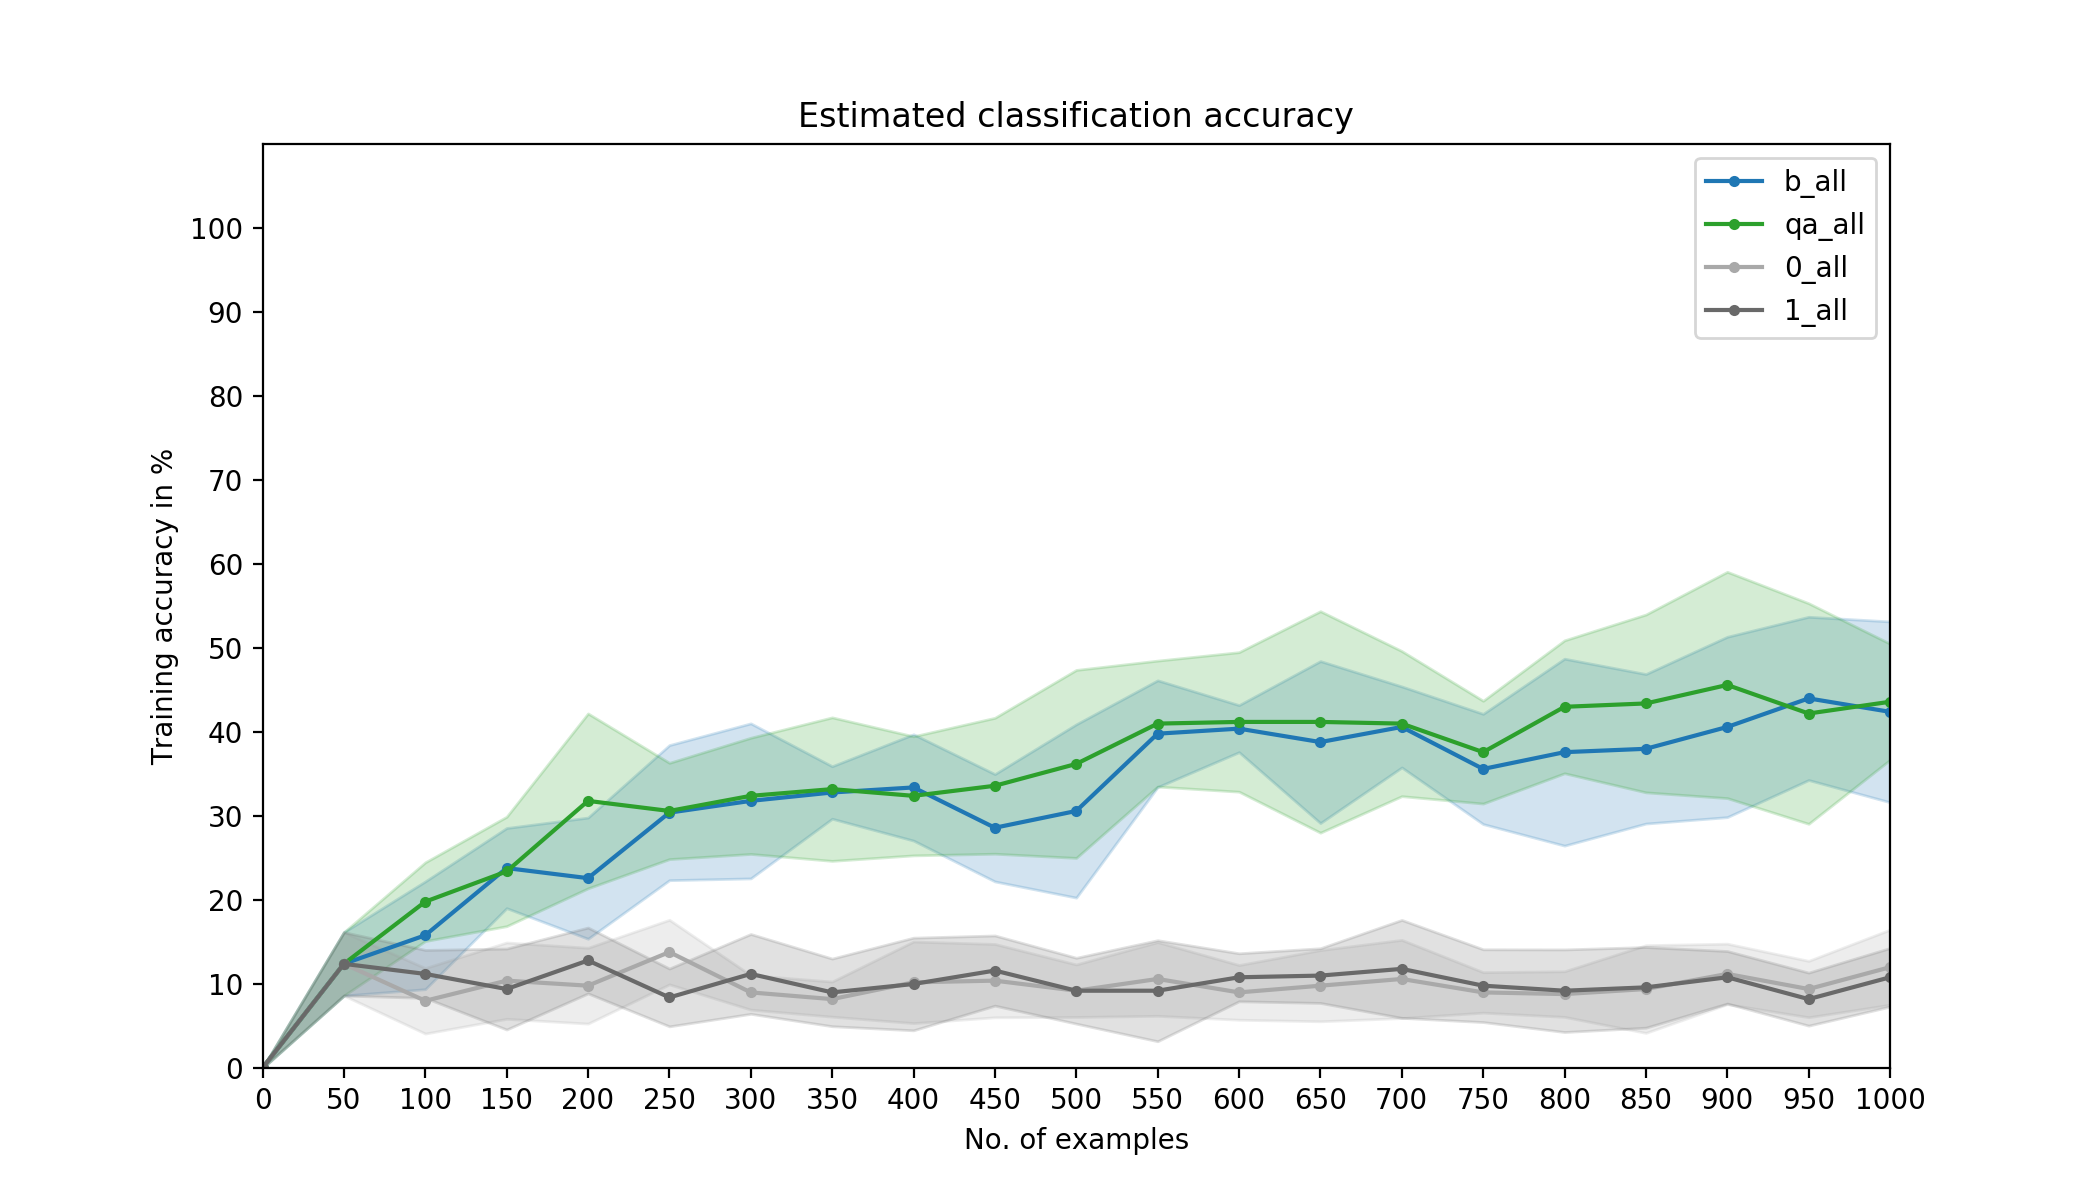 Estimated classification accuracy
b_all
qa_all
0_all
1_all
100
90
80
70
60
50
40
30
20
10
0
Training accuracy in %
0 50 100 150 200 250 300 350 400 450 500 550 600 650 700 750 800 850 900 950 1000
No. of examples